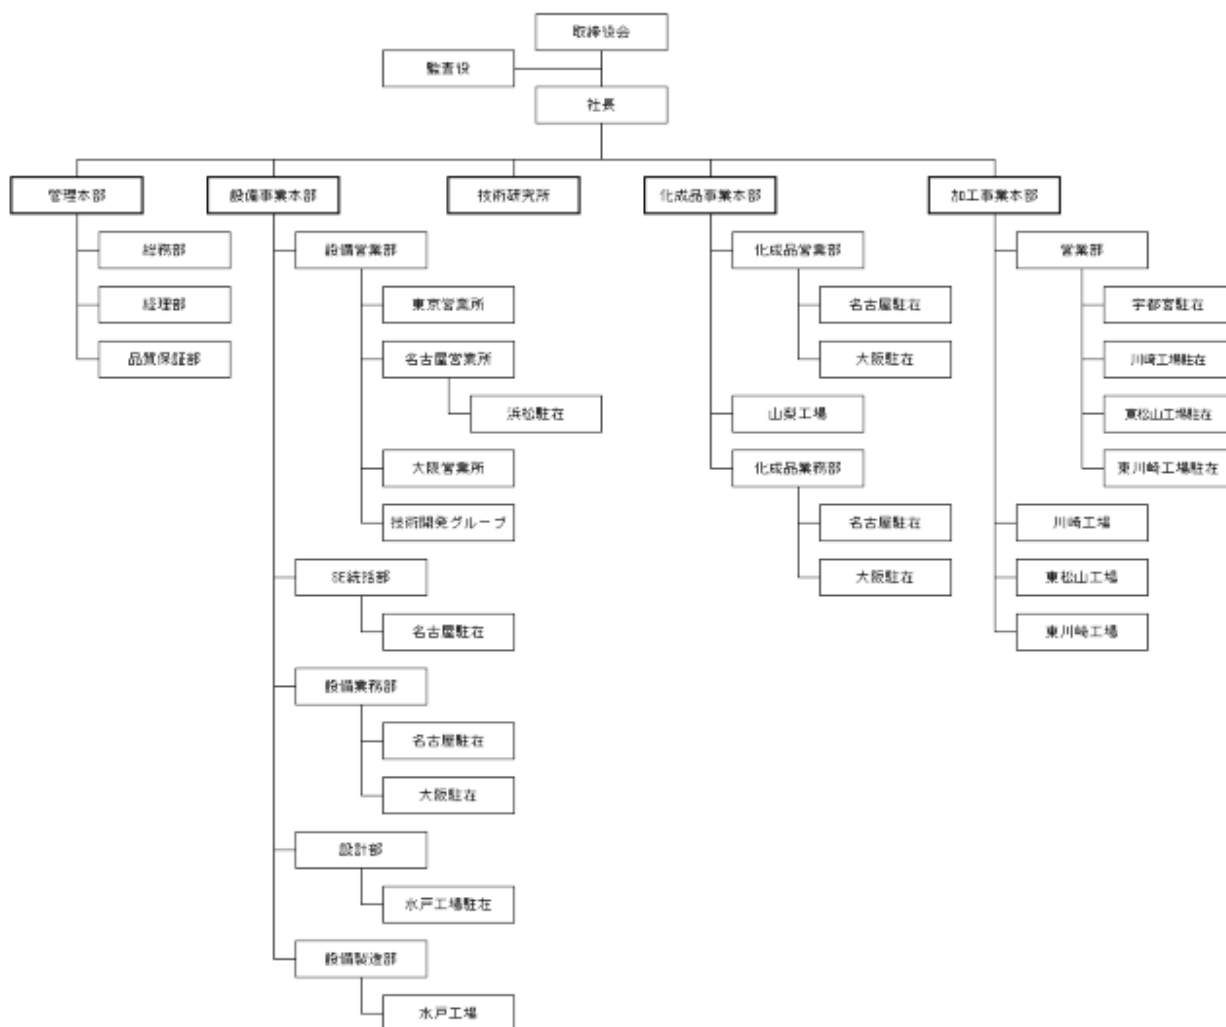 取締役会
監査役
社長
管理本部
総務部
経理部
品質保証部
設備事業本部
設備営業部
東京営業所
名古屋営業所
浜松駐在
大阪営業所
技術開発グループ
SE統括部
名古屋駐在
設備業務部
名古屋駐在
大阪駐在
設計部
水戸工場駐在
設備製造部
水戸工場
技術研究所
化成品事業本部
化成品営業部
名古屋駐在
大阪駐在
山梨工場
化成品業務部
名古屋駐在
大阪駐在
加工事業本部
営業部
宇都宮駐在
川崎工場駐在
東松山工場駐在
東川崎工場駐在
川崎工場
東松山工場
東川崎工場